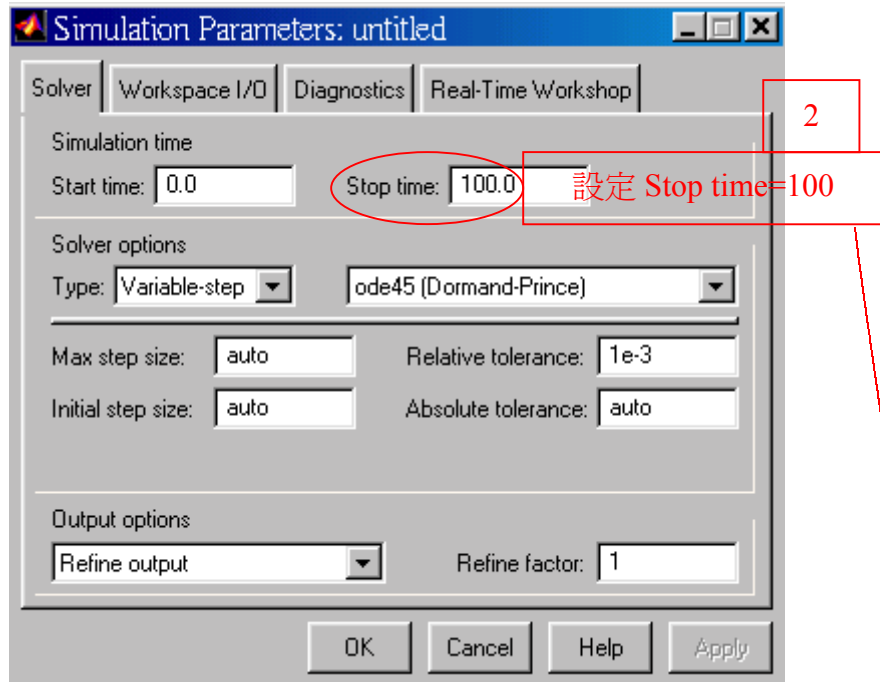 Simulation Parameters: untitled
Solver Workspace I/O Diagnostics Real-Time Workshop
2
Simulation time
Start time: 0.0 Stop time: 100.0 設定 Stop time=100
Solver options
Type: Variable-step ode45 (Dormand-Prince)
Max step size: auto Relative tolerance: 1e-3
Initial step size: auto Absolute tolerance: auto
Output options
Refine output Refine factor: 1
OK Cancel Help Apply